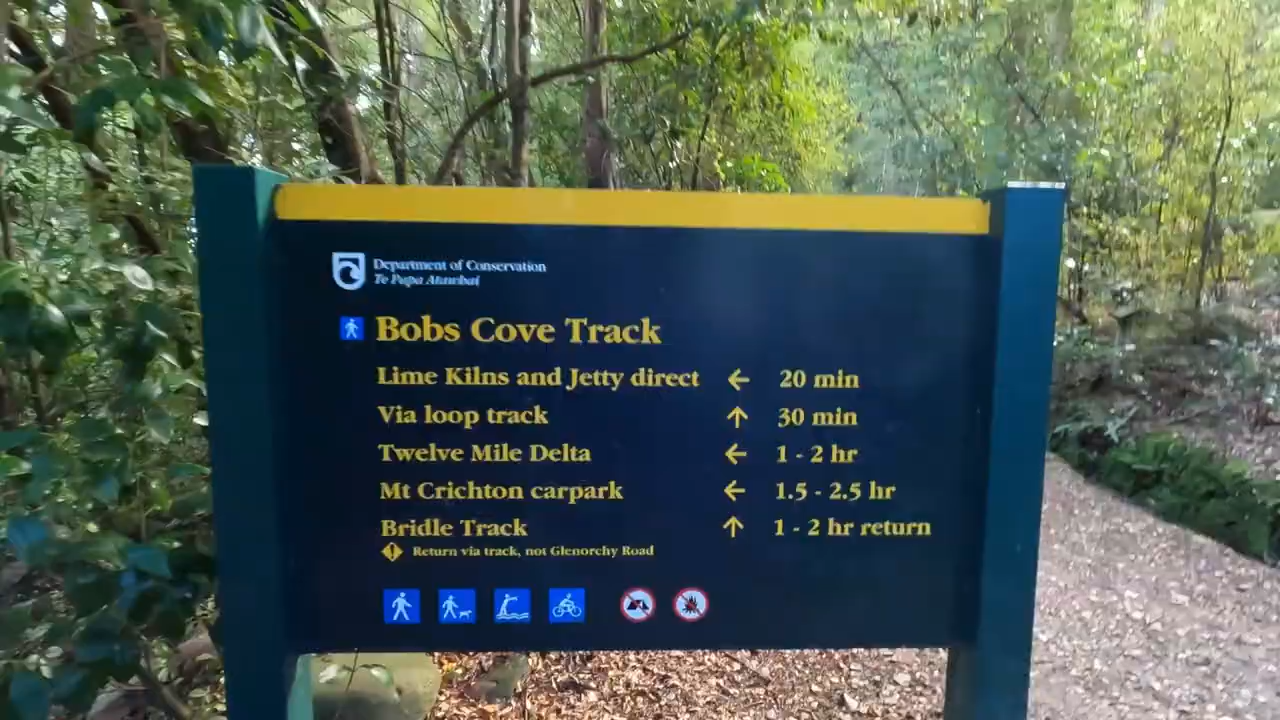 Department of Conservation
Te Papa Atawbai
Bobs Cove Track
Lime Kilns and Jetty direct ← 20 min
Via loop track ↑ 30 min
Twelve Mile Delta ← 1 - 2 hr
Mt Crichton carpark ← 1.5 - 2.5 hr
Bridle Track ↑ 1 - 2 hr return
Return via track, not Glenorchy Road